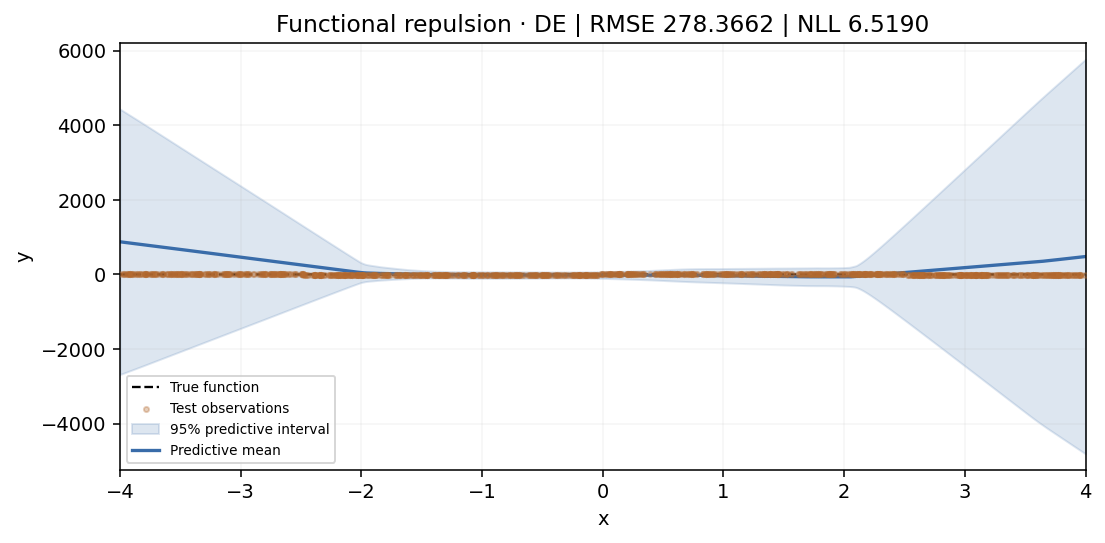 Functional repulsion · DE | RMSE 278.3662 | NLL 6.5190
6000
4000
2000
0
−2000
−4000
y
True function
Test observations
95% predictive interval
Predictive mean
−4 −3 −2 −1 0 1 2 3 4
x